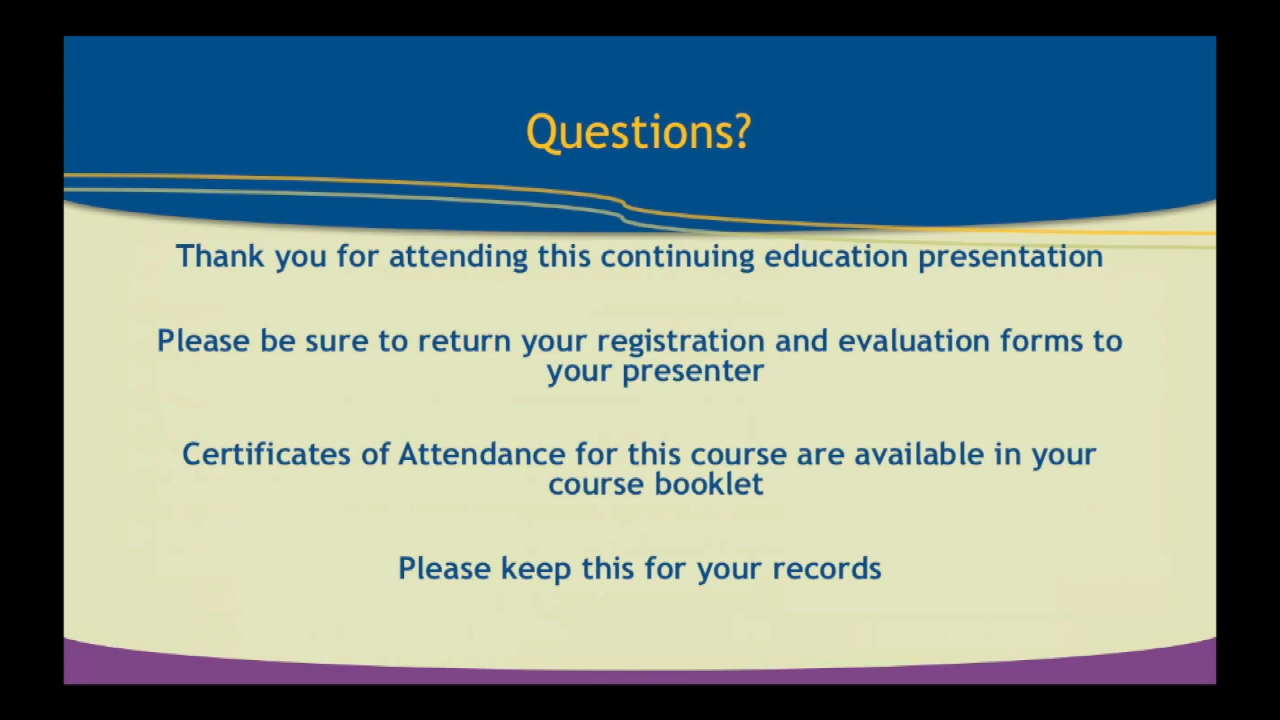 Questions?
Thank you for attending this continuing education presentation
Please be sure to return your registration and evaluation forms to
your presenter
Certificates of Attendance for this course are available in your
course booklet
Please keep this for your records